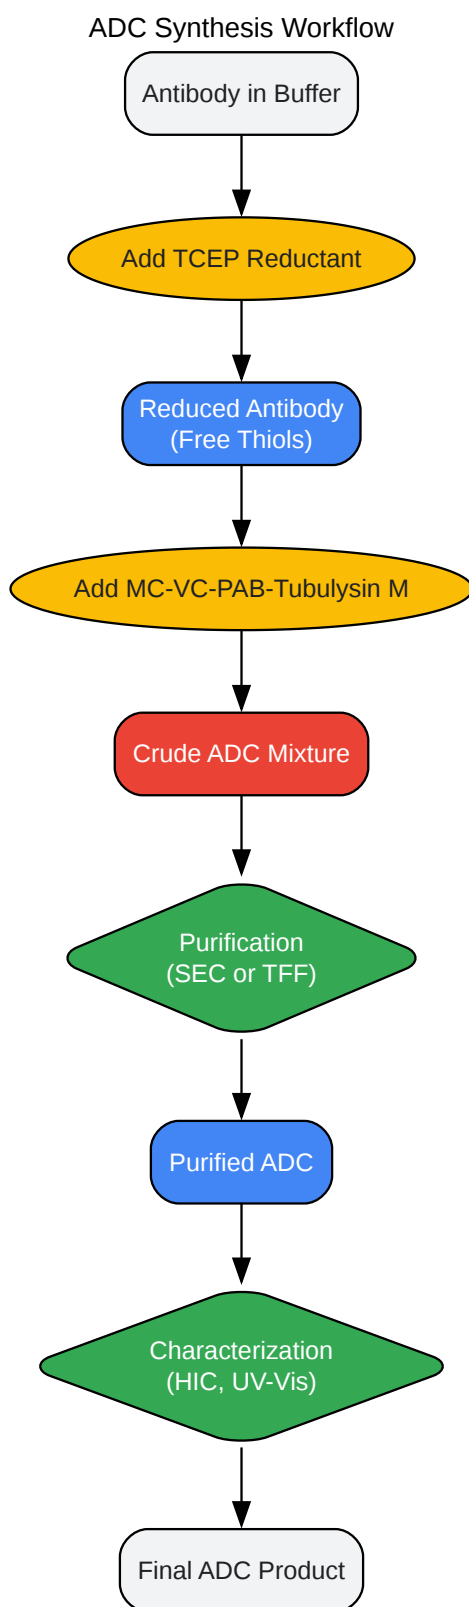 ADC Synthesis Workflow
Antibody in Buffer
Add TCEP Reductant
Reduced Antibody
(Free Thiols)
Add MC-VC-PAB-Tubulysin M
Crude ADC Mixture
Purification
(SEC or TFF)
Purified ADC
Characterization
(HIC, UV-Vis)
Final ADC Product